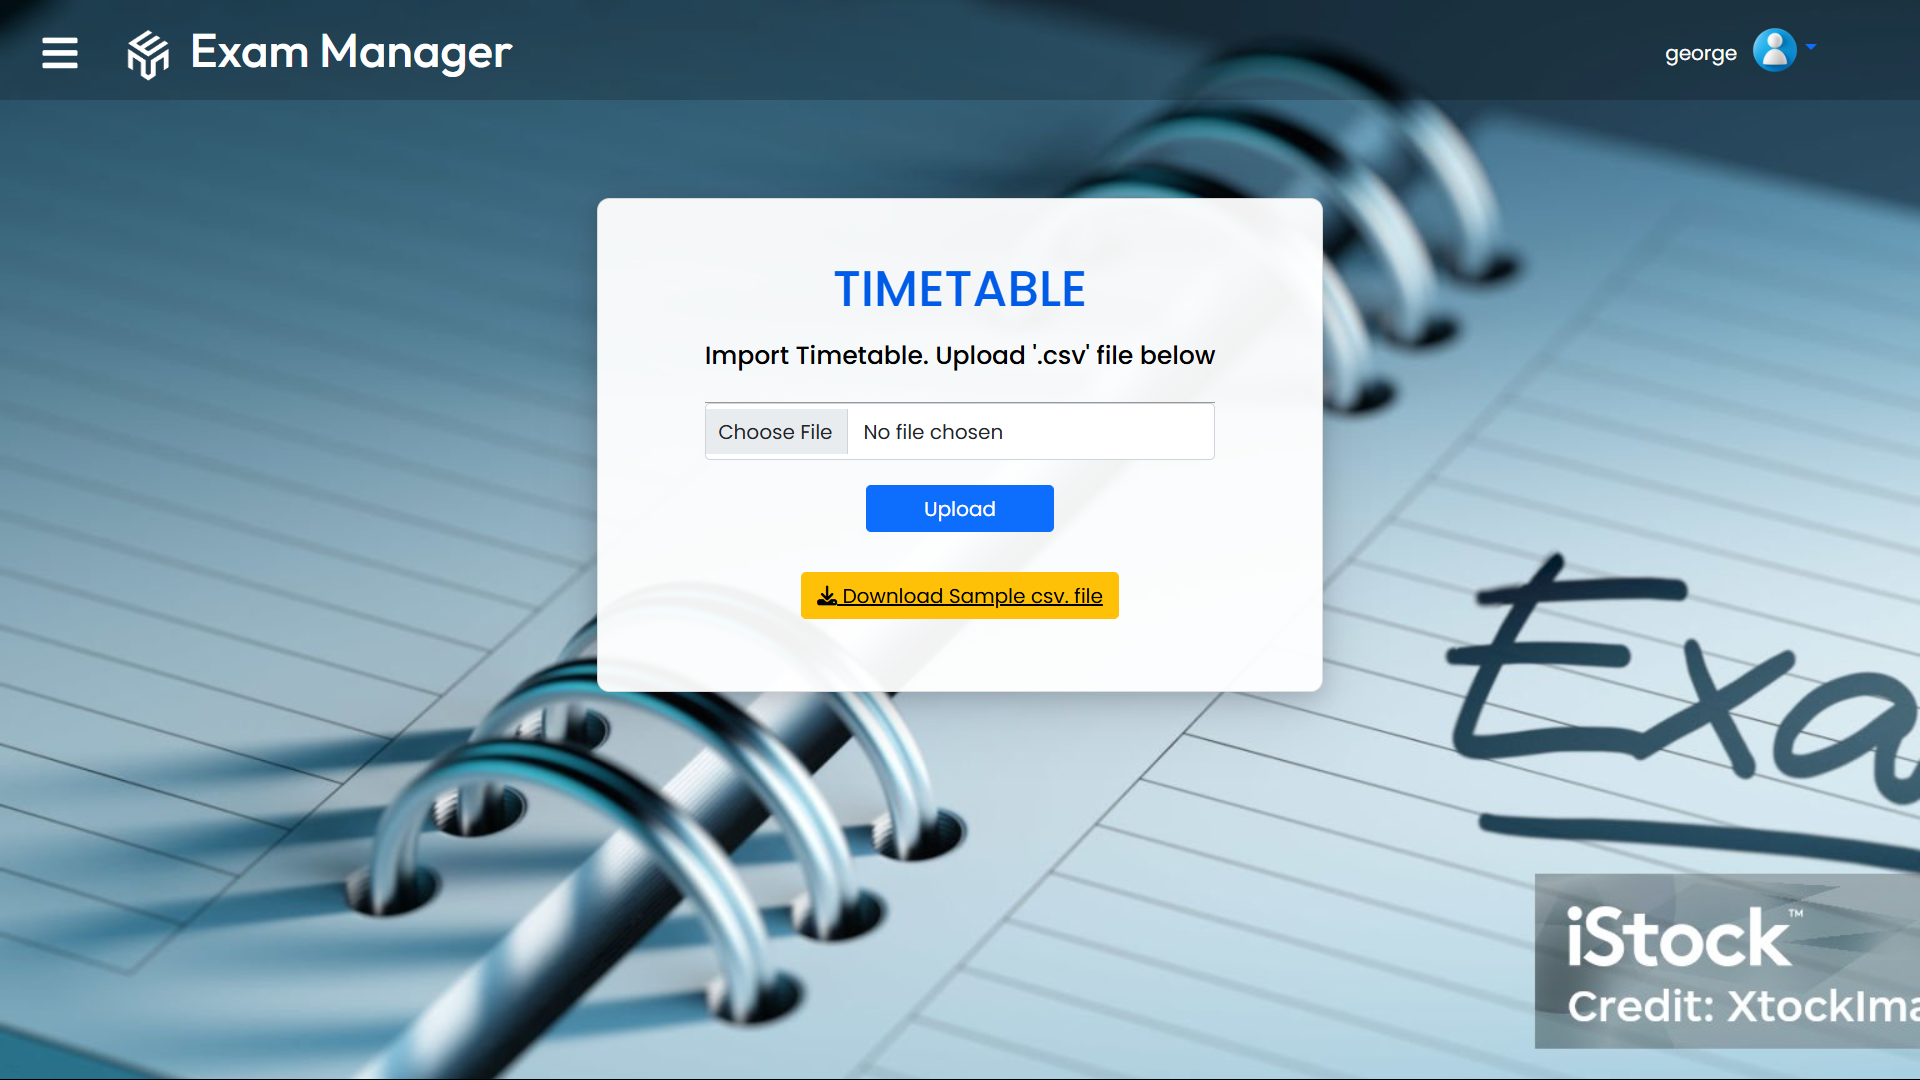 Exam Manager
george
TIMETABLE
Import Timetable. Upload '.csv' file below
Choose File No file chosen
Upload
Download Sample csv. file
Exa
iStock™
Credit: XtockIma